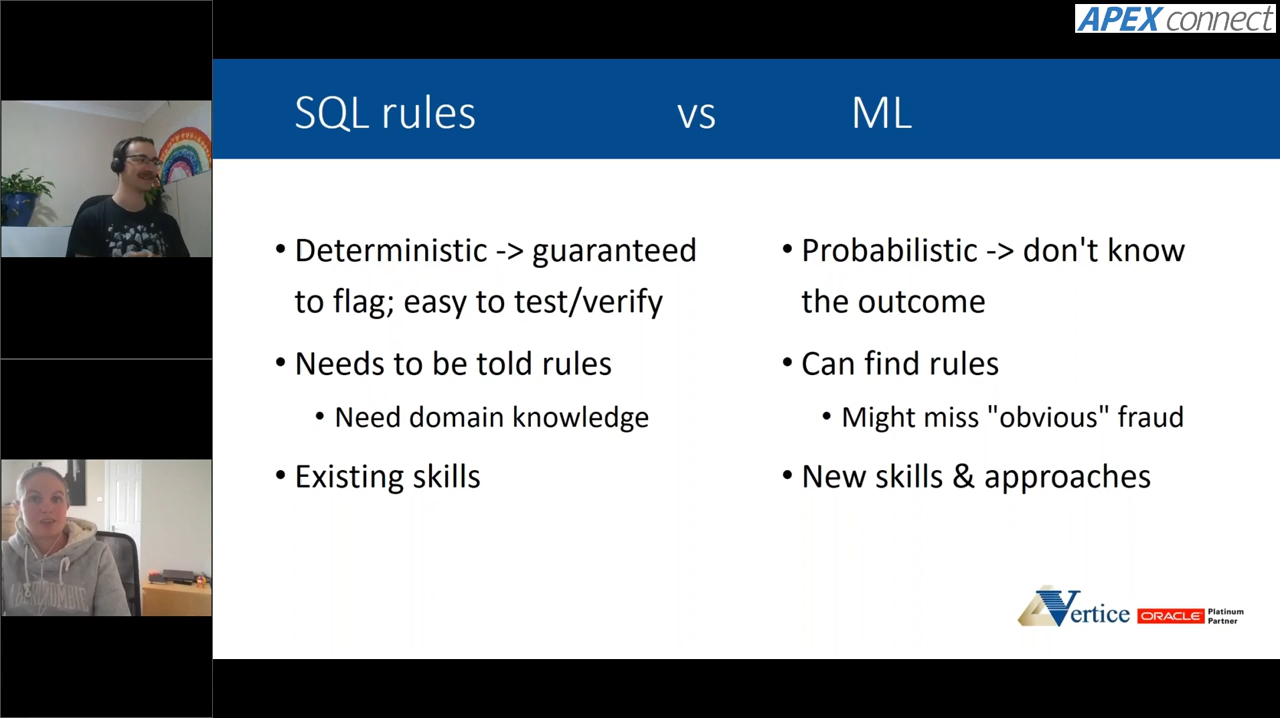 APEX connect
SQL rules vs ML
• Deterministic -> guaranteed
to flag; easy to test/verify
• Needs to be told rules
• Need domain knowledge
• Existing skills
• Probabilistic -> don't know
the outcome
• Can find rules
• Might miss "obvious" fraud
• New skills & approaches
Vertice ORACLE Platinum
Partner